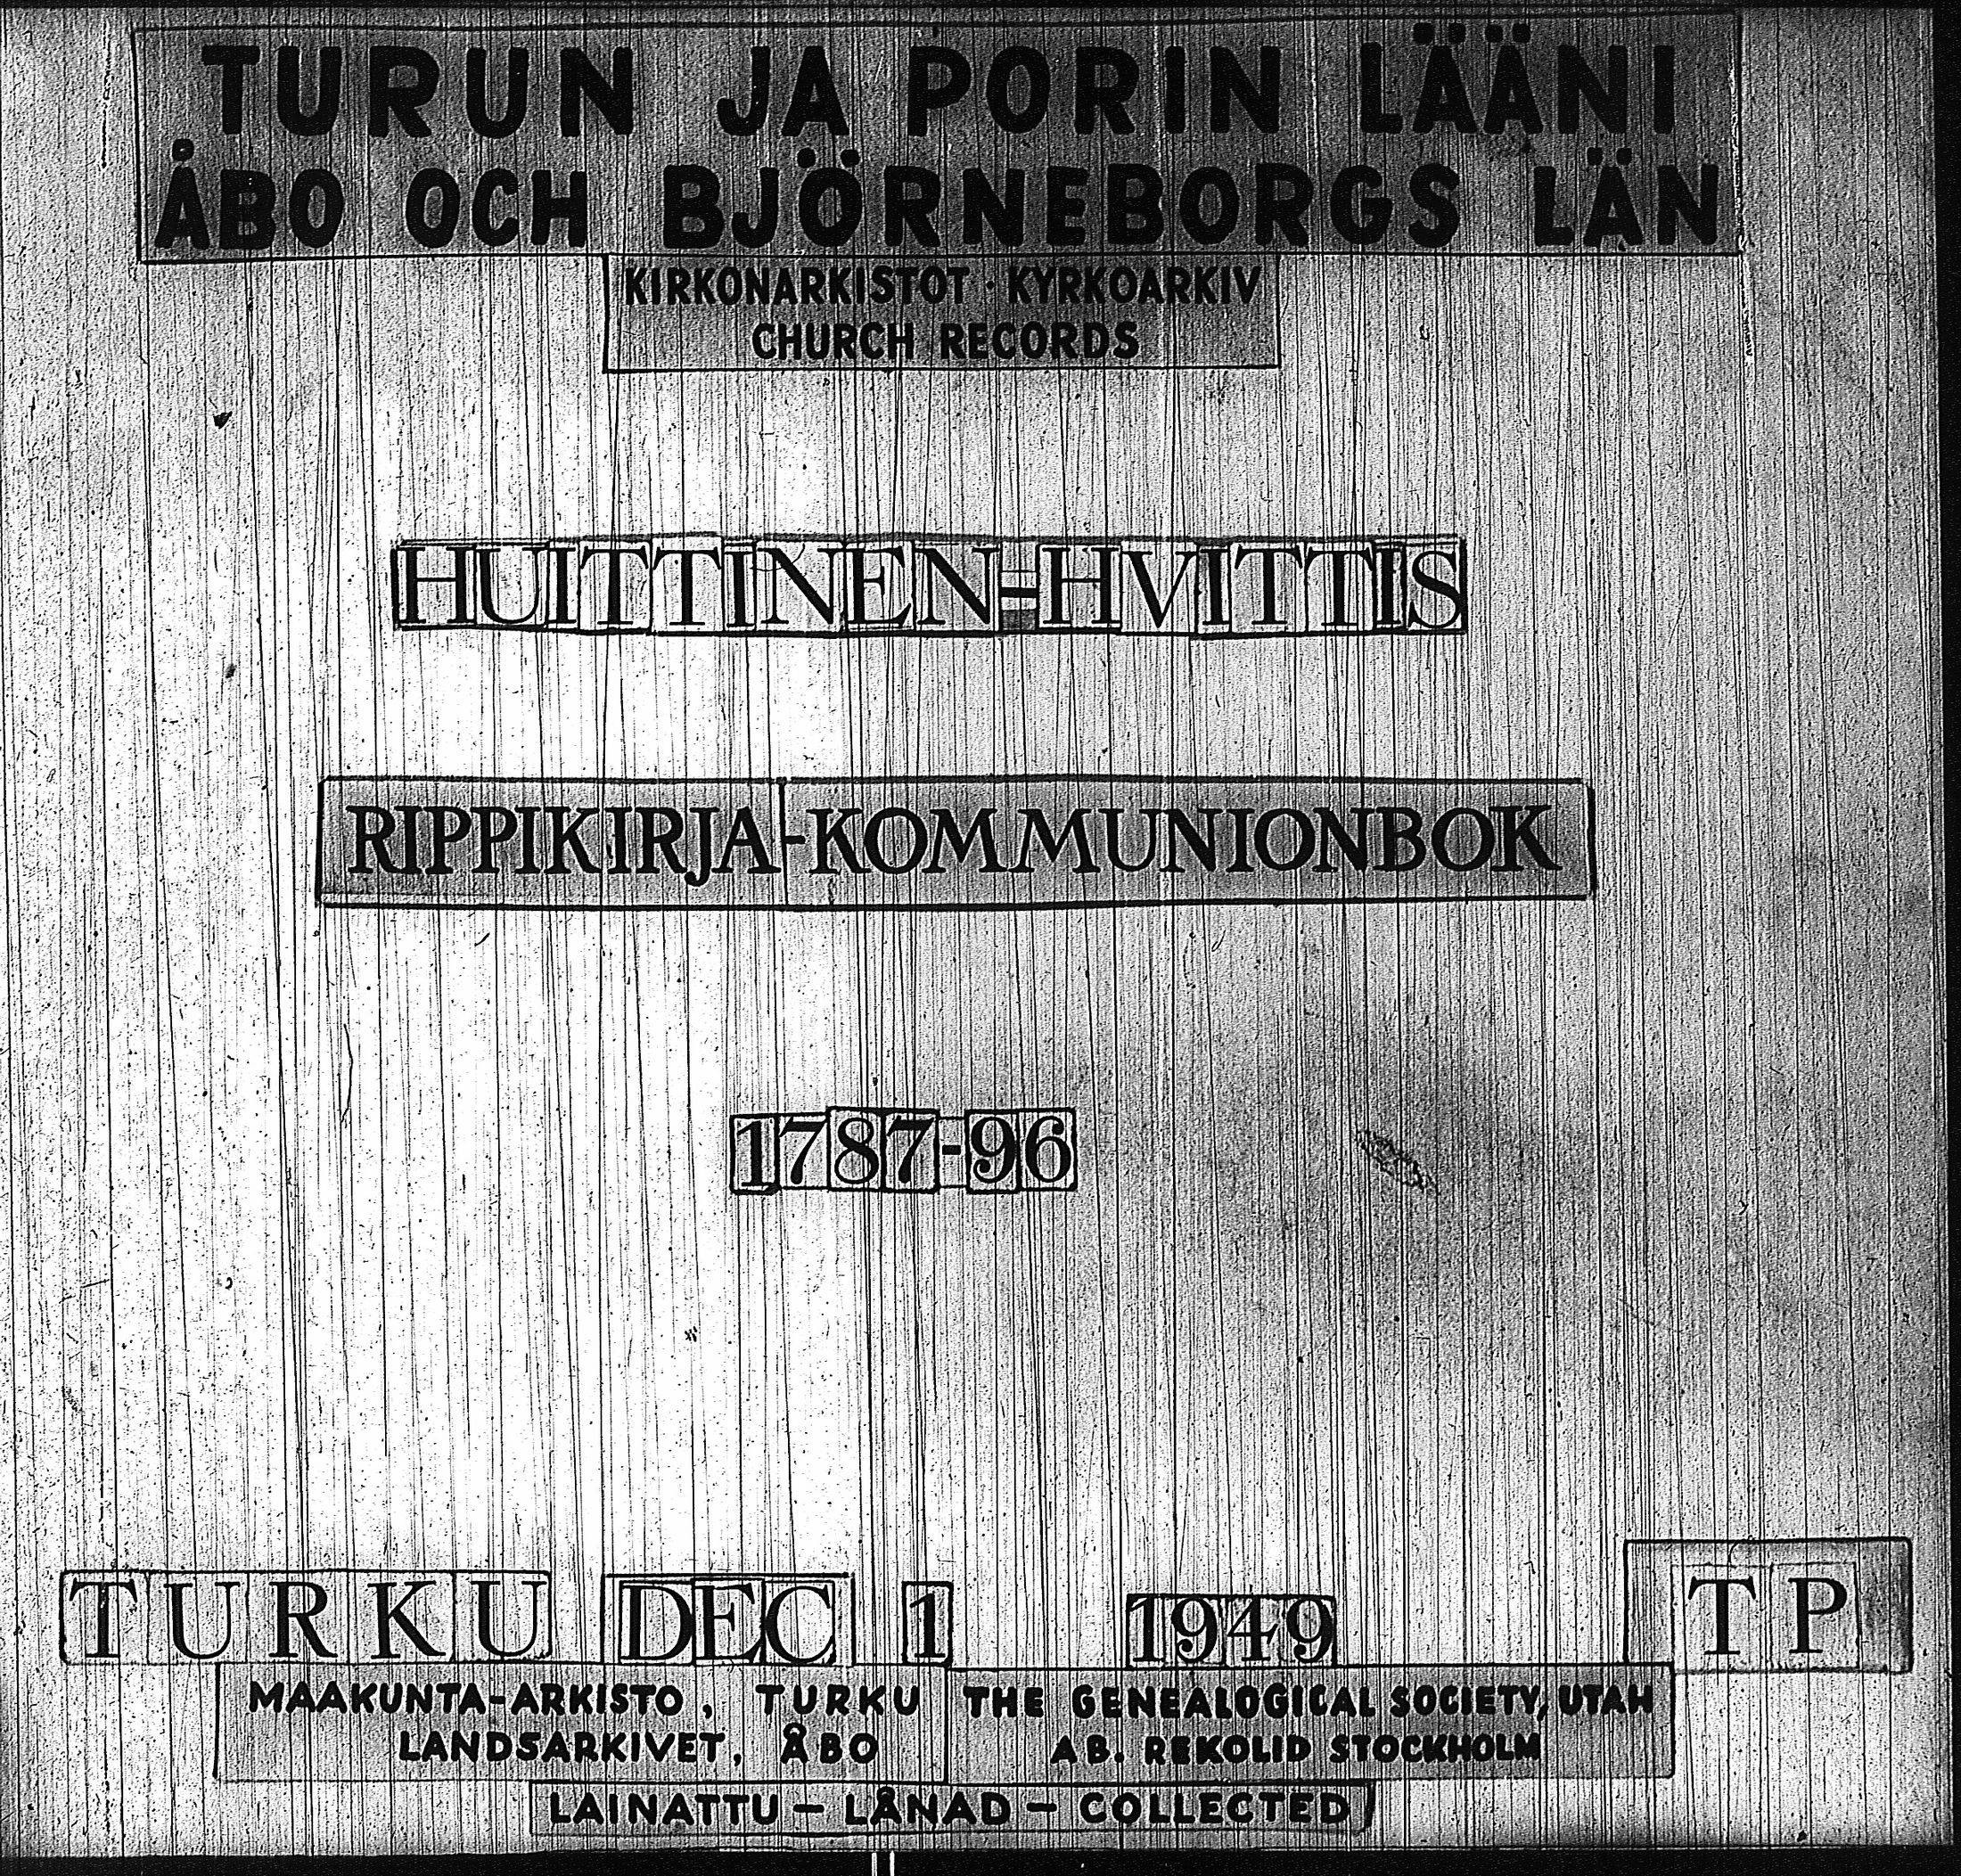 TURUN JA PORIN LÄÄNI
ÅBO OCH BJÖRNEBORGS LÄN
KIRKONARKISTOT · KYRKOARKIV
CHURCH RECORDS
HUITTINEN=HVITTIS
RIPPIKIRJA-KOMMUNIONBOK
1787-96
TURKU DEC 1 1949 TP
MAAKUNTA-ARKISTO, TURKU
LANDSARKIVET, ÅBO
THE GENEALOGICAL SOCIETY, UTAH
AB. REKOLID STOCKHOLM
LAINATTU - LÅNAD - COLLECTED